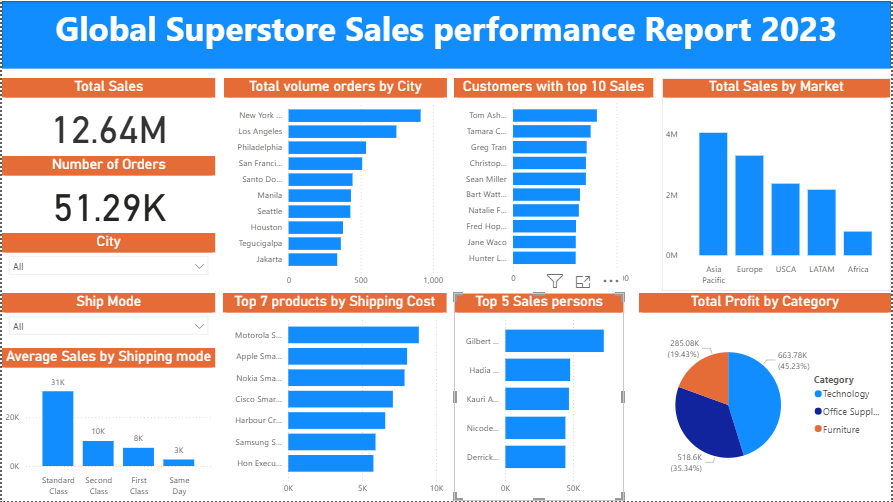 Global Superstore Sales performance Report 2023
Total Sales
12.64M
Number of Orders
51.29K
City
All
Total volume orders by City
New York ...
Los Angeles
Philadelphia
San Franci...
Santo Do...
Manila
Seattle
Houston
Tegucigalpa
Jakarta
0 500 1,000
Customers with top 10 Sales
Tom Ash...
Tamara C...
Greg Tran
Christop...
Sean Miller
Bart Watt...
Natalie F...
Fred Hop...
Jane Waco
Hunter L...
0
Total Sales by Market
4M
2M
0M
Asia Pacific Europe USCA LATAM Africa
Ship Mode
All
Average Sales by Shipping mode
31K
20K
10K
8K
3K
0K
Standard Class Second Class First Class Same Day
Top 7 products by Shipping Cost
Motorola S...
Apple Sma...
Nokia Sma...
Cisco Smar...
Harbour Cr...
Samsung S...
Hon Execu...
0K 5K 10K
Top 5 Sales persons
Gilbert ...
Hadia ...
Kauri A...
Nicode...
Derrick...
0K 50K
Total Profit by Category
285.08K
(19.43%)
663.78K
(45.23%)
518.6K
(35.34%)
Category
Technology
Office Suppl...
Furniture